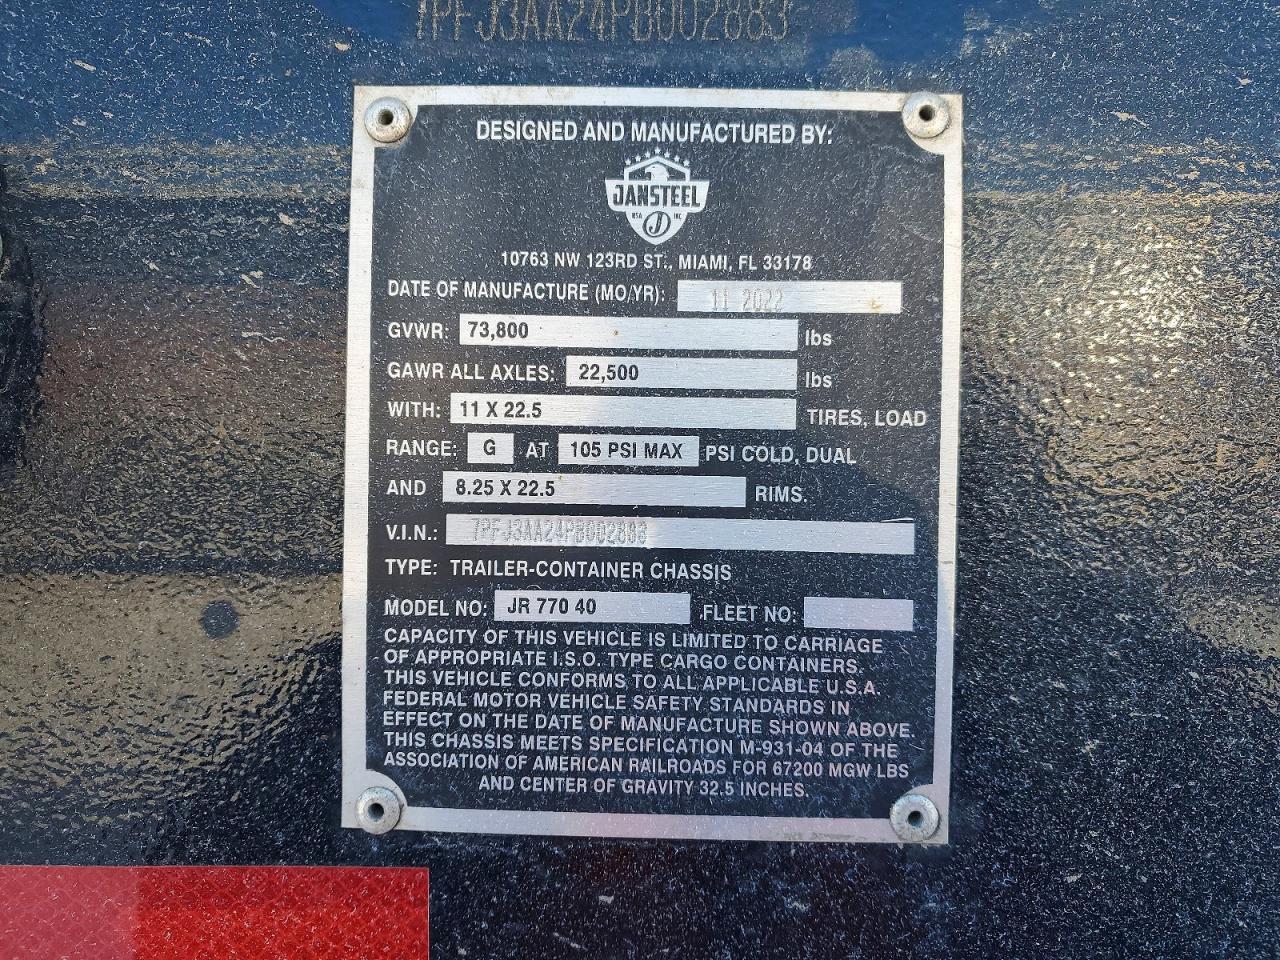 7PFJ3AA24PB002883
DESIGNED AND MANUFACTURED BY:
JANSTEEL
USA J INC
10763 NW 123RD ST., MIAMI, FL 33178
DATE OF MANUFACTURE (MO/YR): 11 2022
GVWR: 73,800 lbs
GAWR ALL AXLES: 22,500 lbs
WITH: 11 X 22.5 TIRES, LOAD
RANGE: G AT 105 PSI MAX PSI COLD, DUAL
AND 8.25 X 22.5 RIMS.
V.I.N.: 7PFJ3AA24PB002883
TYPE: TRAILER-CONTAINER CHASSIS
MODEL NO: JR 770 40 FLEET NO:
CAPACITY OF THIS VEHICLE IS LIMITED TO CARRIAGE
OF APPROPRIATE I.S.O. TYPE CARGO CONTAINERS.
THIS VEHICLE CONFORMS TO ALL APPLICABLE U.S.A.
FEDERAL MOTOR VEHICLE SAFETY STANDARDS IN
EFFECT ON THE DATE OF MANUFACTURE SHOWN ABOVE.
THIS CHASSIS MEETS SPECIFICATION M-931-04 OF THE
ASSOCIATION OF AMERICAN RAILROADS FOR 67200 MGW LBS
AND CENTER OF GRAVITY 32.5 INCHES.